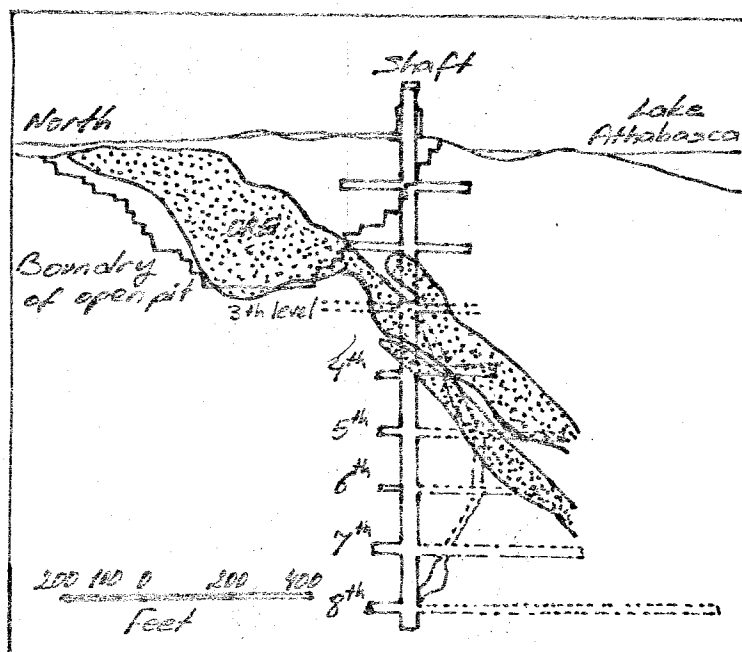 Shaft
North
Lake
Athabasca
ORE
Boundry
of open pit
3th level
4th
5th
6th
7th
8th
200 100 0 200 400
Feet